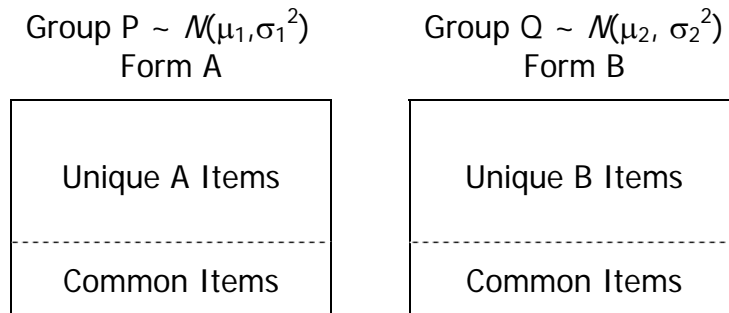 Group P ~ N(μ₁,σ₁²)
Form A
Unique A Items
Common Items
Group Q ~ N(μ₂, σ₂²)
Form B
Unique B Items
Common Items